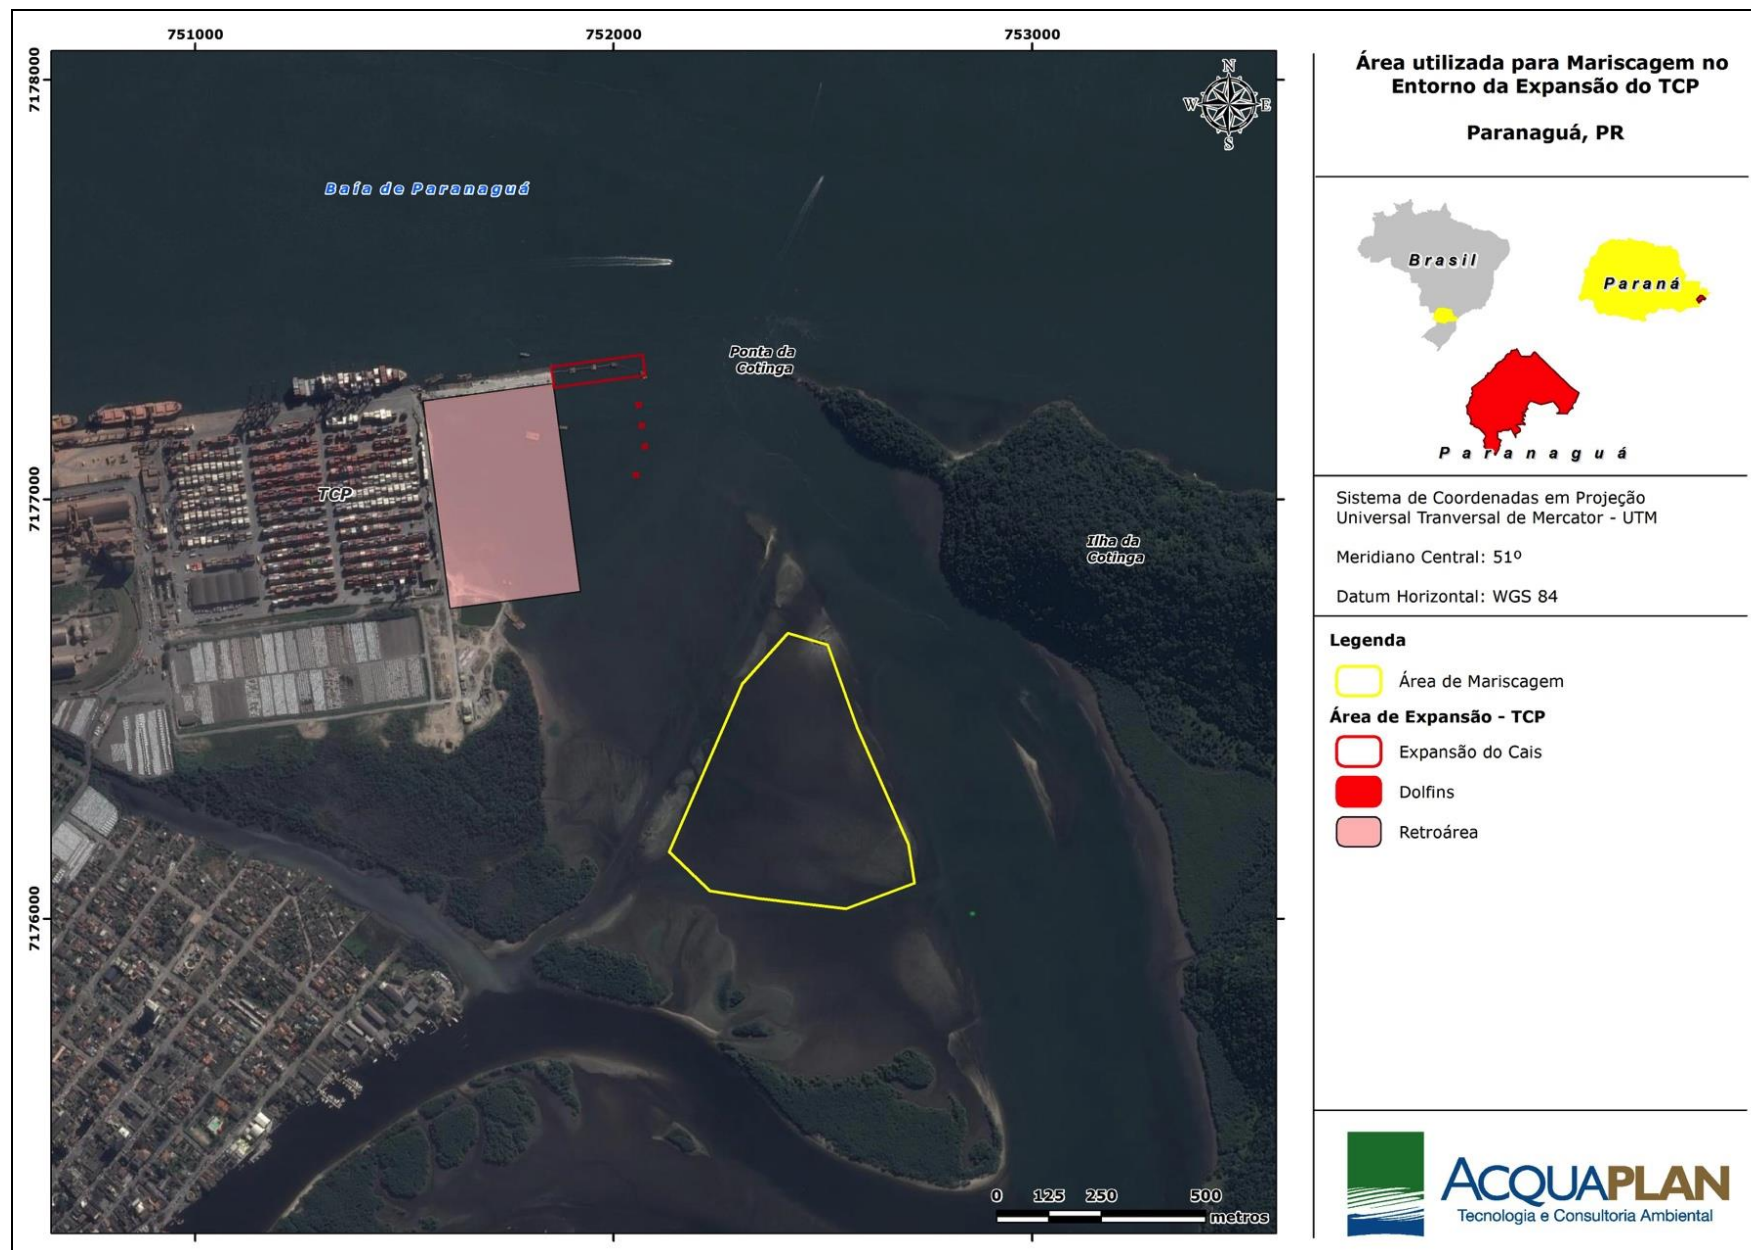 751000
752000
753000
7178000
7177000
7176000
N
W
E
S
Baía de Paranaguá
Ponta da
Cotinga
TCP
Ilha da
Cotinga
0 125 250 500
metros
Área utilizada para Mariscagem no
Entorno da Expansão do TCP
Paranaguá, PR
Brasil
Paraná
Paranaguá
Sistema de Coordenadas em Projeção
Universal Tranversal de Mercator - UTM
Meridiano Central: 51º
Datum Horizontal: WGS 84
Legenda
Área de Mariscagem
Área de Expansão - TCP
Expansão do Cais
Dolfins
Retroárea
ACQUAPLAN
Tecnologia e Consultoria Ambiental